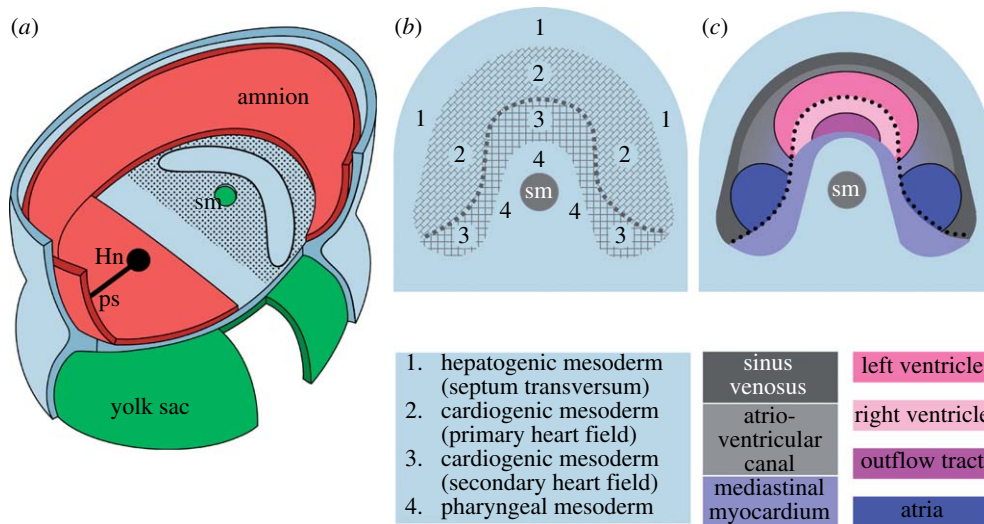 (a)
amnion
sm
Hn
ps
yolk sac
(b)
1
2
1
1
3
2
2
4
sm
4
4
3
3
(c)
sm
1. hepatogenic mesoderm
(septum transversum)
2. cardiogenic mesoderm
(primary heart field)
3. cardiogenic mesoderm
(secondary heart field)
4. pharyngeal mesoderm
sinus
venosus
atrio-
ventricular
canal
mediastinal
myocardium
left ventricle
right ventricle
outflow tract
atria